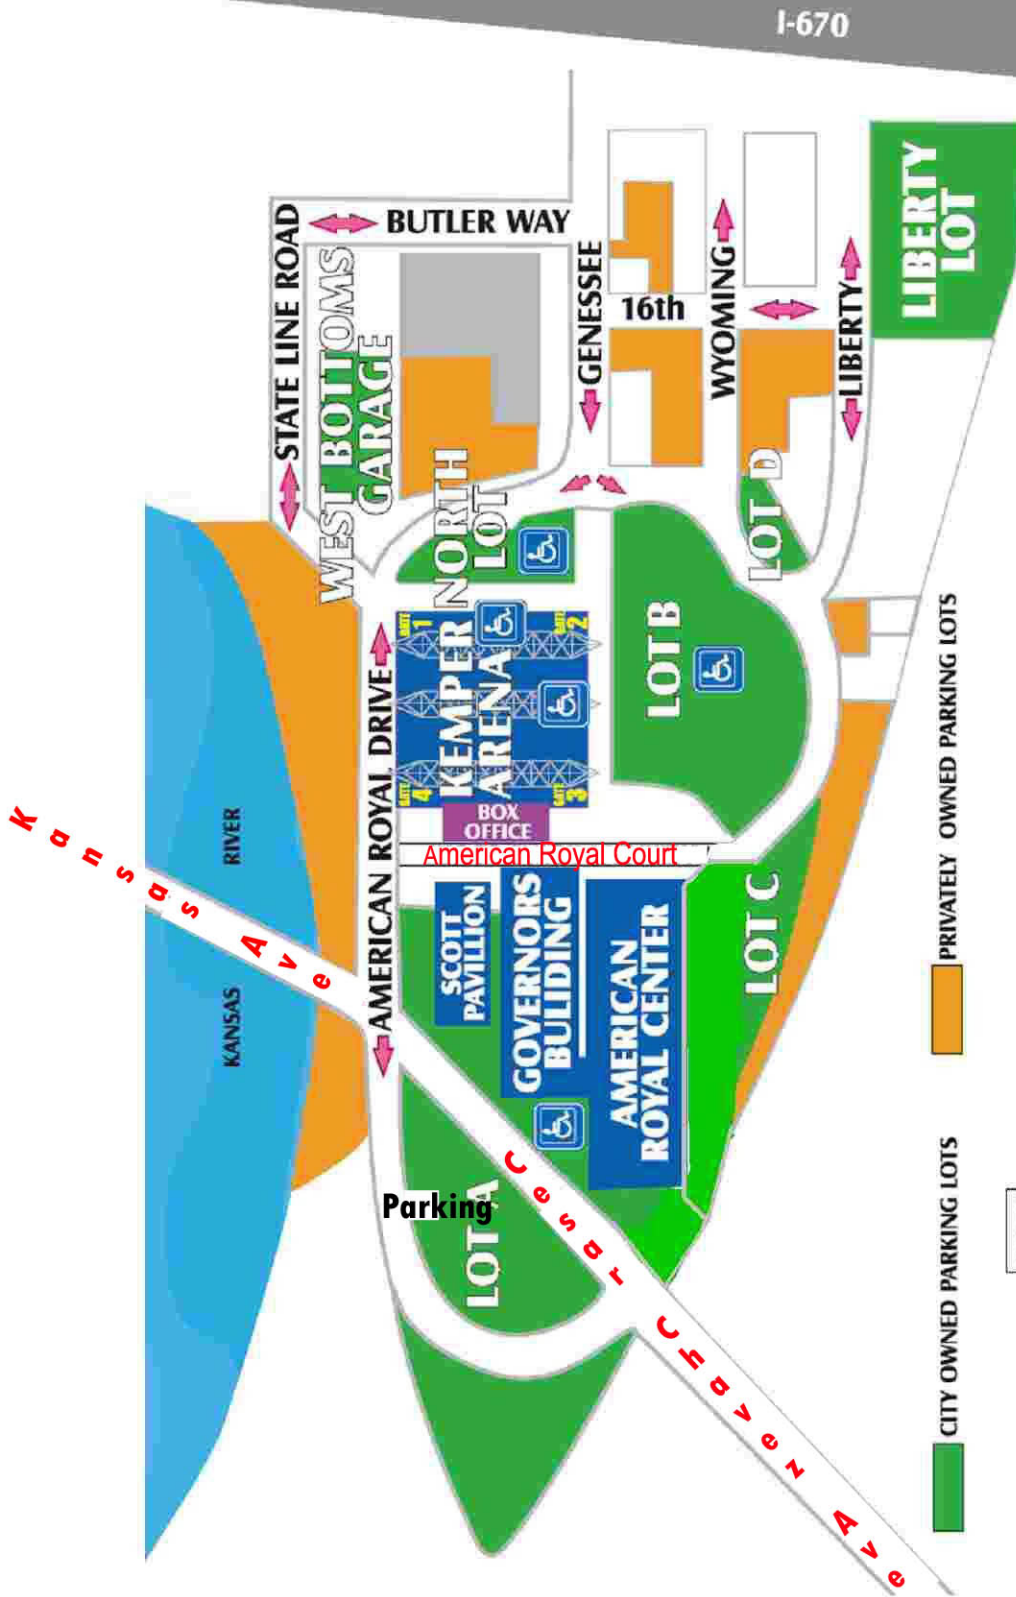 I-670
LIBERTY
LOT
BUTLER WAY
STATE LINE ROAD
WEST BOTTOMS
GARAGE
GENESSEE
16th
WYOMING
LIBERTY
NORTH
LOT
LOT D
GATE
1
GATE
2
KEMPER
ARENA
LOT B
GATE
4
GATE
3
BOX
OFFICE
AMERICAN ROYAL DRIVE
American Royal Court
Kansas Ave
RIVER
KANSAS
SCOTT
PAVILLION
GOVERNORS
BULIDING
AMERICAN
ROYAL CENTER
LOT C
Parking
LOT A
Cesar Chavez Ave
PRIVATELY OWNED PARKING LOTS
CITY OWNED PARKING LOTS